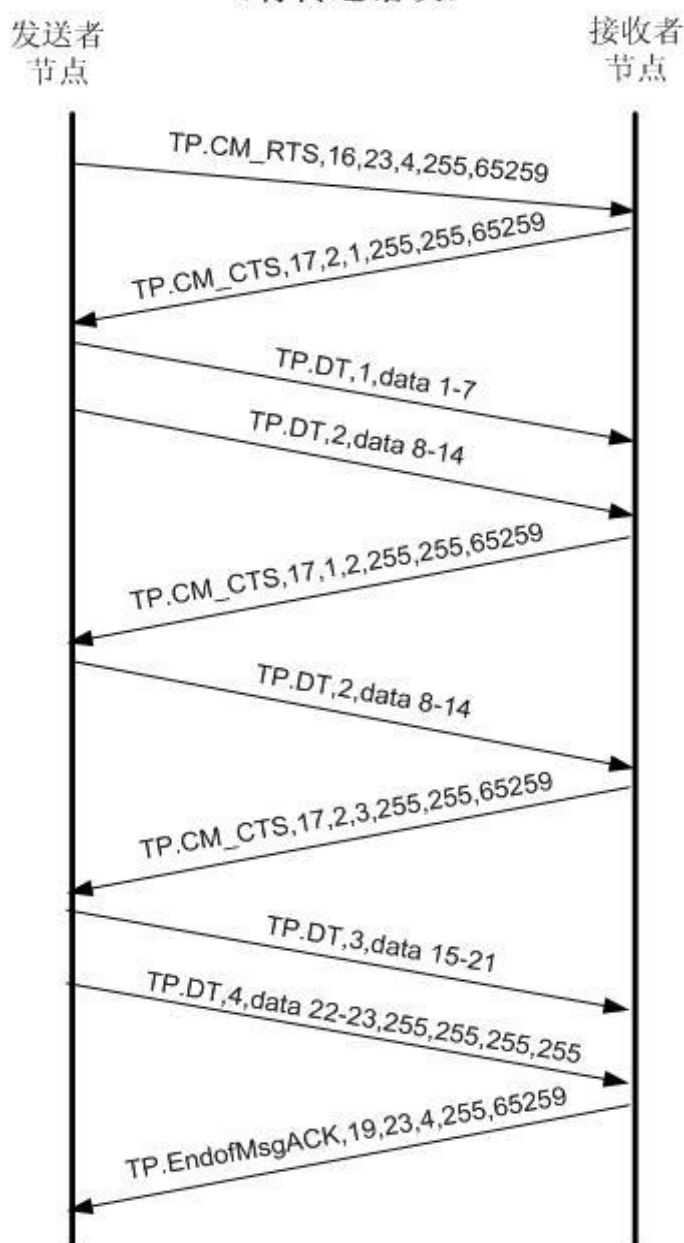 发送者
节点
接收者
节点
TP.CM_RTS,16,23,4,255,65259
TP.CM_CTS,17,2,1,255,255,65259
TP.DT,1,data 1-7
TP.DT,2,data 8-14
TP.CM_CTS,17,1,2,255,255,65259
TP.DT,2,data 8-14
TP.CM_CTS,17,2,3,255,255,65259
TP.DT,3,data 15-21
TP.DT,4,data 22-23,255,255,255,255
TP.EndofMsgACK,19,23,4,255,65259